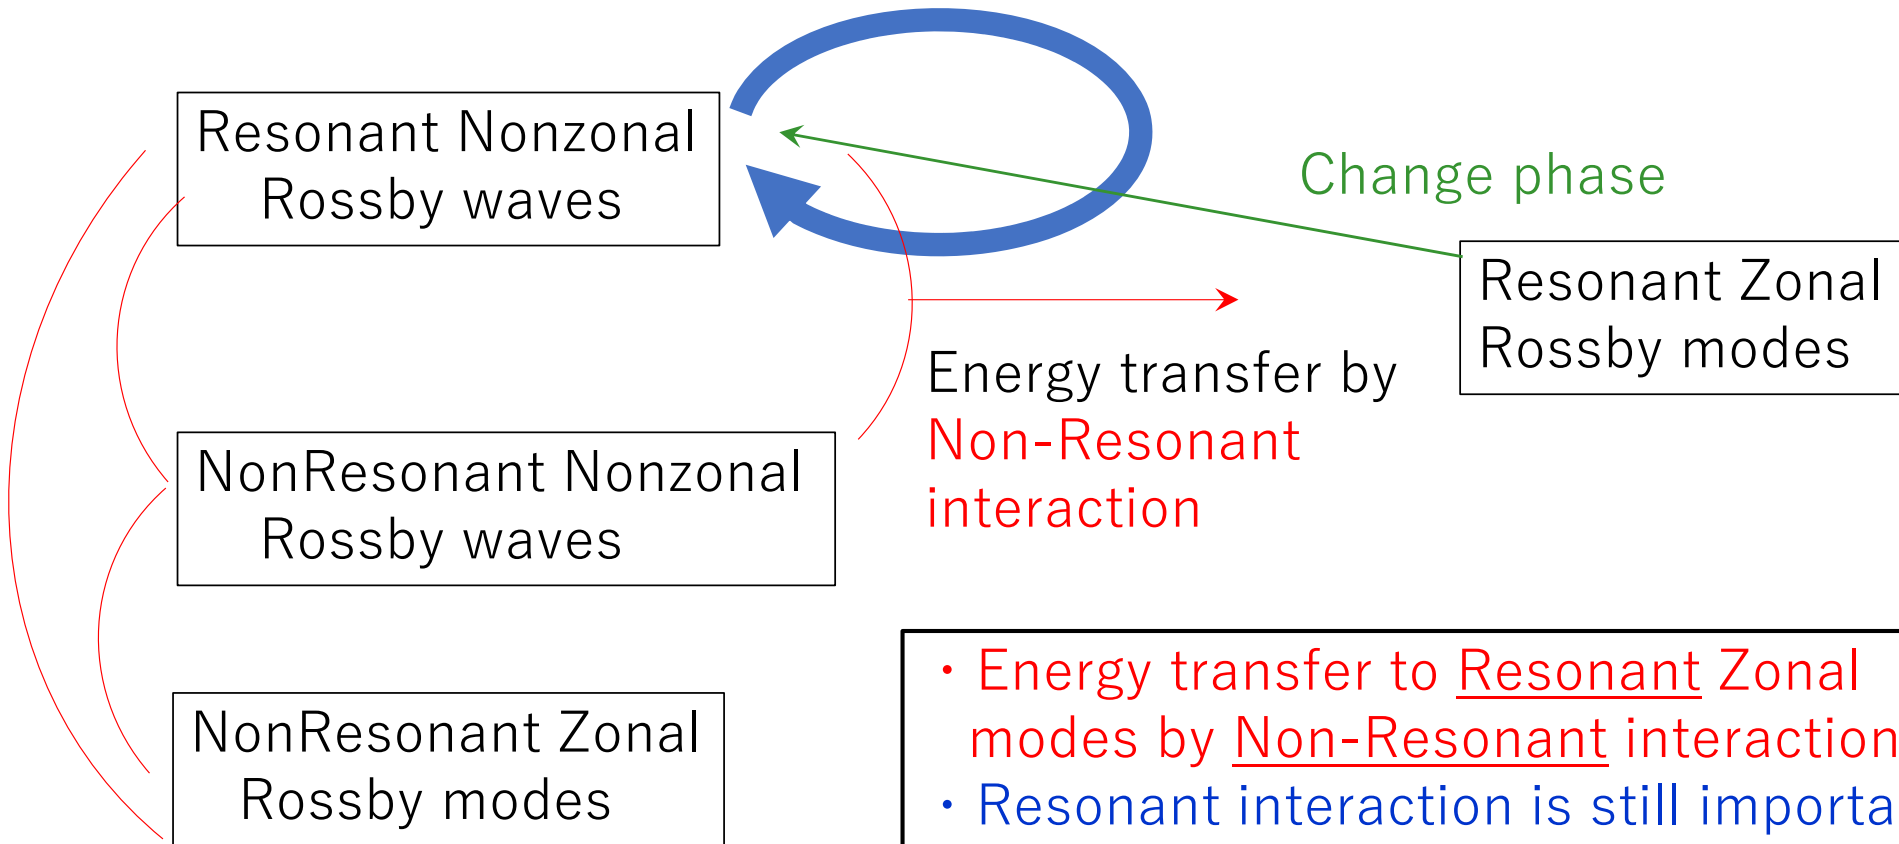 Resonant Nonzonal
Rossby waves
Change phase
Resonant Zonal
Rossby modes
Energy transfer by
Non-Resonant
interaction
NonResonant Nonzonal
Rossby waves
NonResonant Zonal
Rossby modes
・Energy transfer to Resonant Zonal
modes by Non-Resonant interaction
・Resonant interaction is still importa